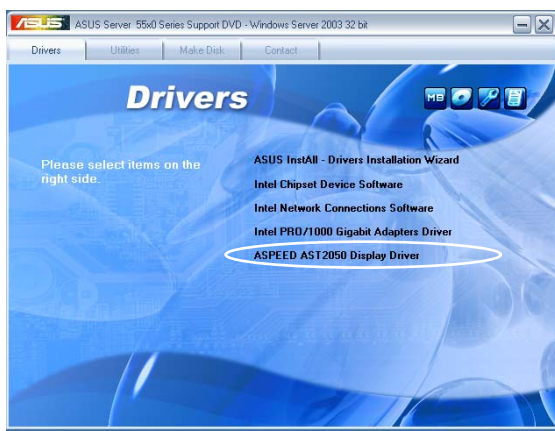 ASUS ASUS Server 55x0 Series Support DVD - Windows Server 2003 32 bit
Drivers Utilities Make Disk Contact
Drivers
MB
Please select items on the
right side.
ASUS InstAll - Drivers Installation Wizard
Intel Chipset Device Software
Intel Network Connections Software
Intel PRO/1000 Gigabit Adapters Driver
ASPEED AST2050 Display Driver